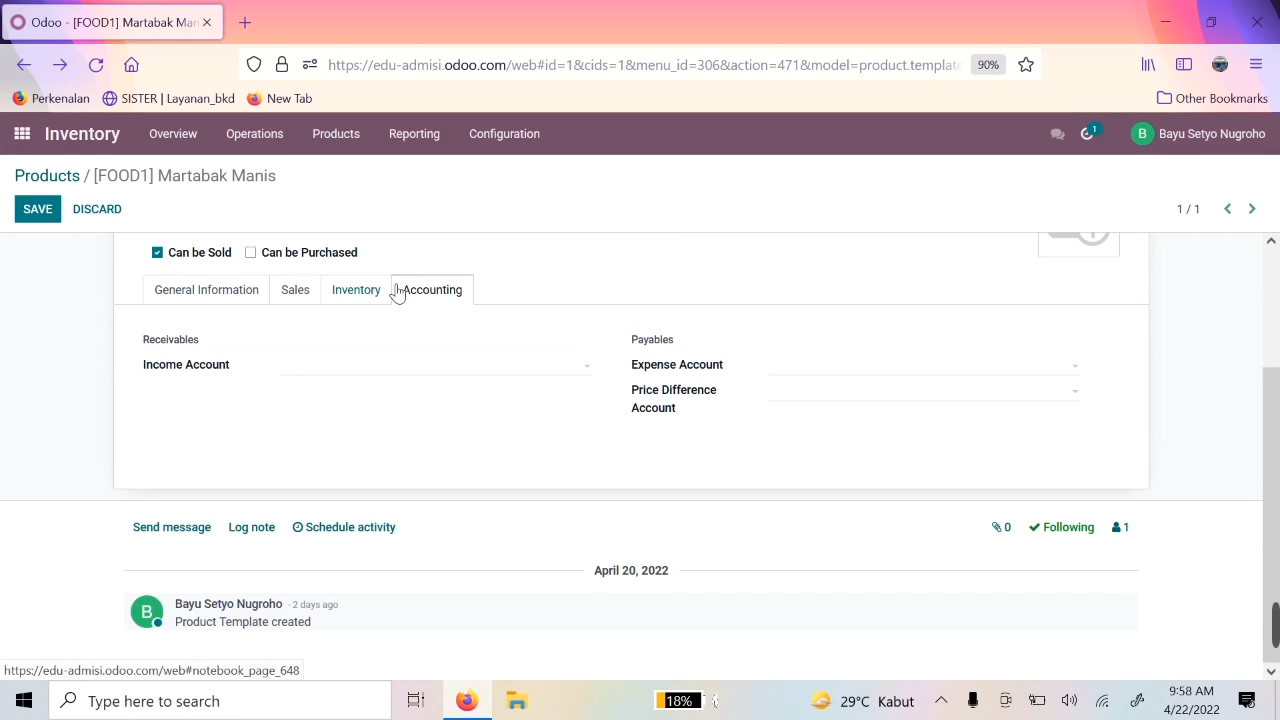 Odoo - [FOOD1] Martabak Man
https://edu-admisi.odoo.com/web#id=1&cids=1&menu_id=306&action=471&model=product.template
90%
Perkenalan
SISTER | Layanan_bkd
New Tab
Other Bookmarks
Inventory
Overview
Operations
Products
Reporting
Configuration
1
B
Bayu Setyo Nugroho
Products / [FOOD1] Martabak Manis
SAVE
DISCARD
1 / 1
Can be Sold
Can be Purchased
General Information
Sales
Inventory
Accounting
Receivables
Payables
Income Account
Expense Account
Price Difference
Account
Send message
Log note
Schedule activity
0
Following
1
April 20, 2022
B
Bayu Setyo Nugroho - 2 days ago
Product Template created
https://edu-admisi.odoo.com/web#notebook_page_648
Type here to search
18%
29°C Kabut
9:58 AM
4/22/2022